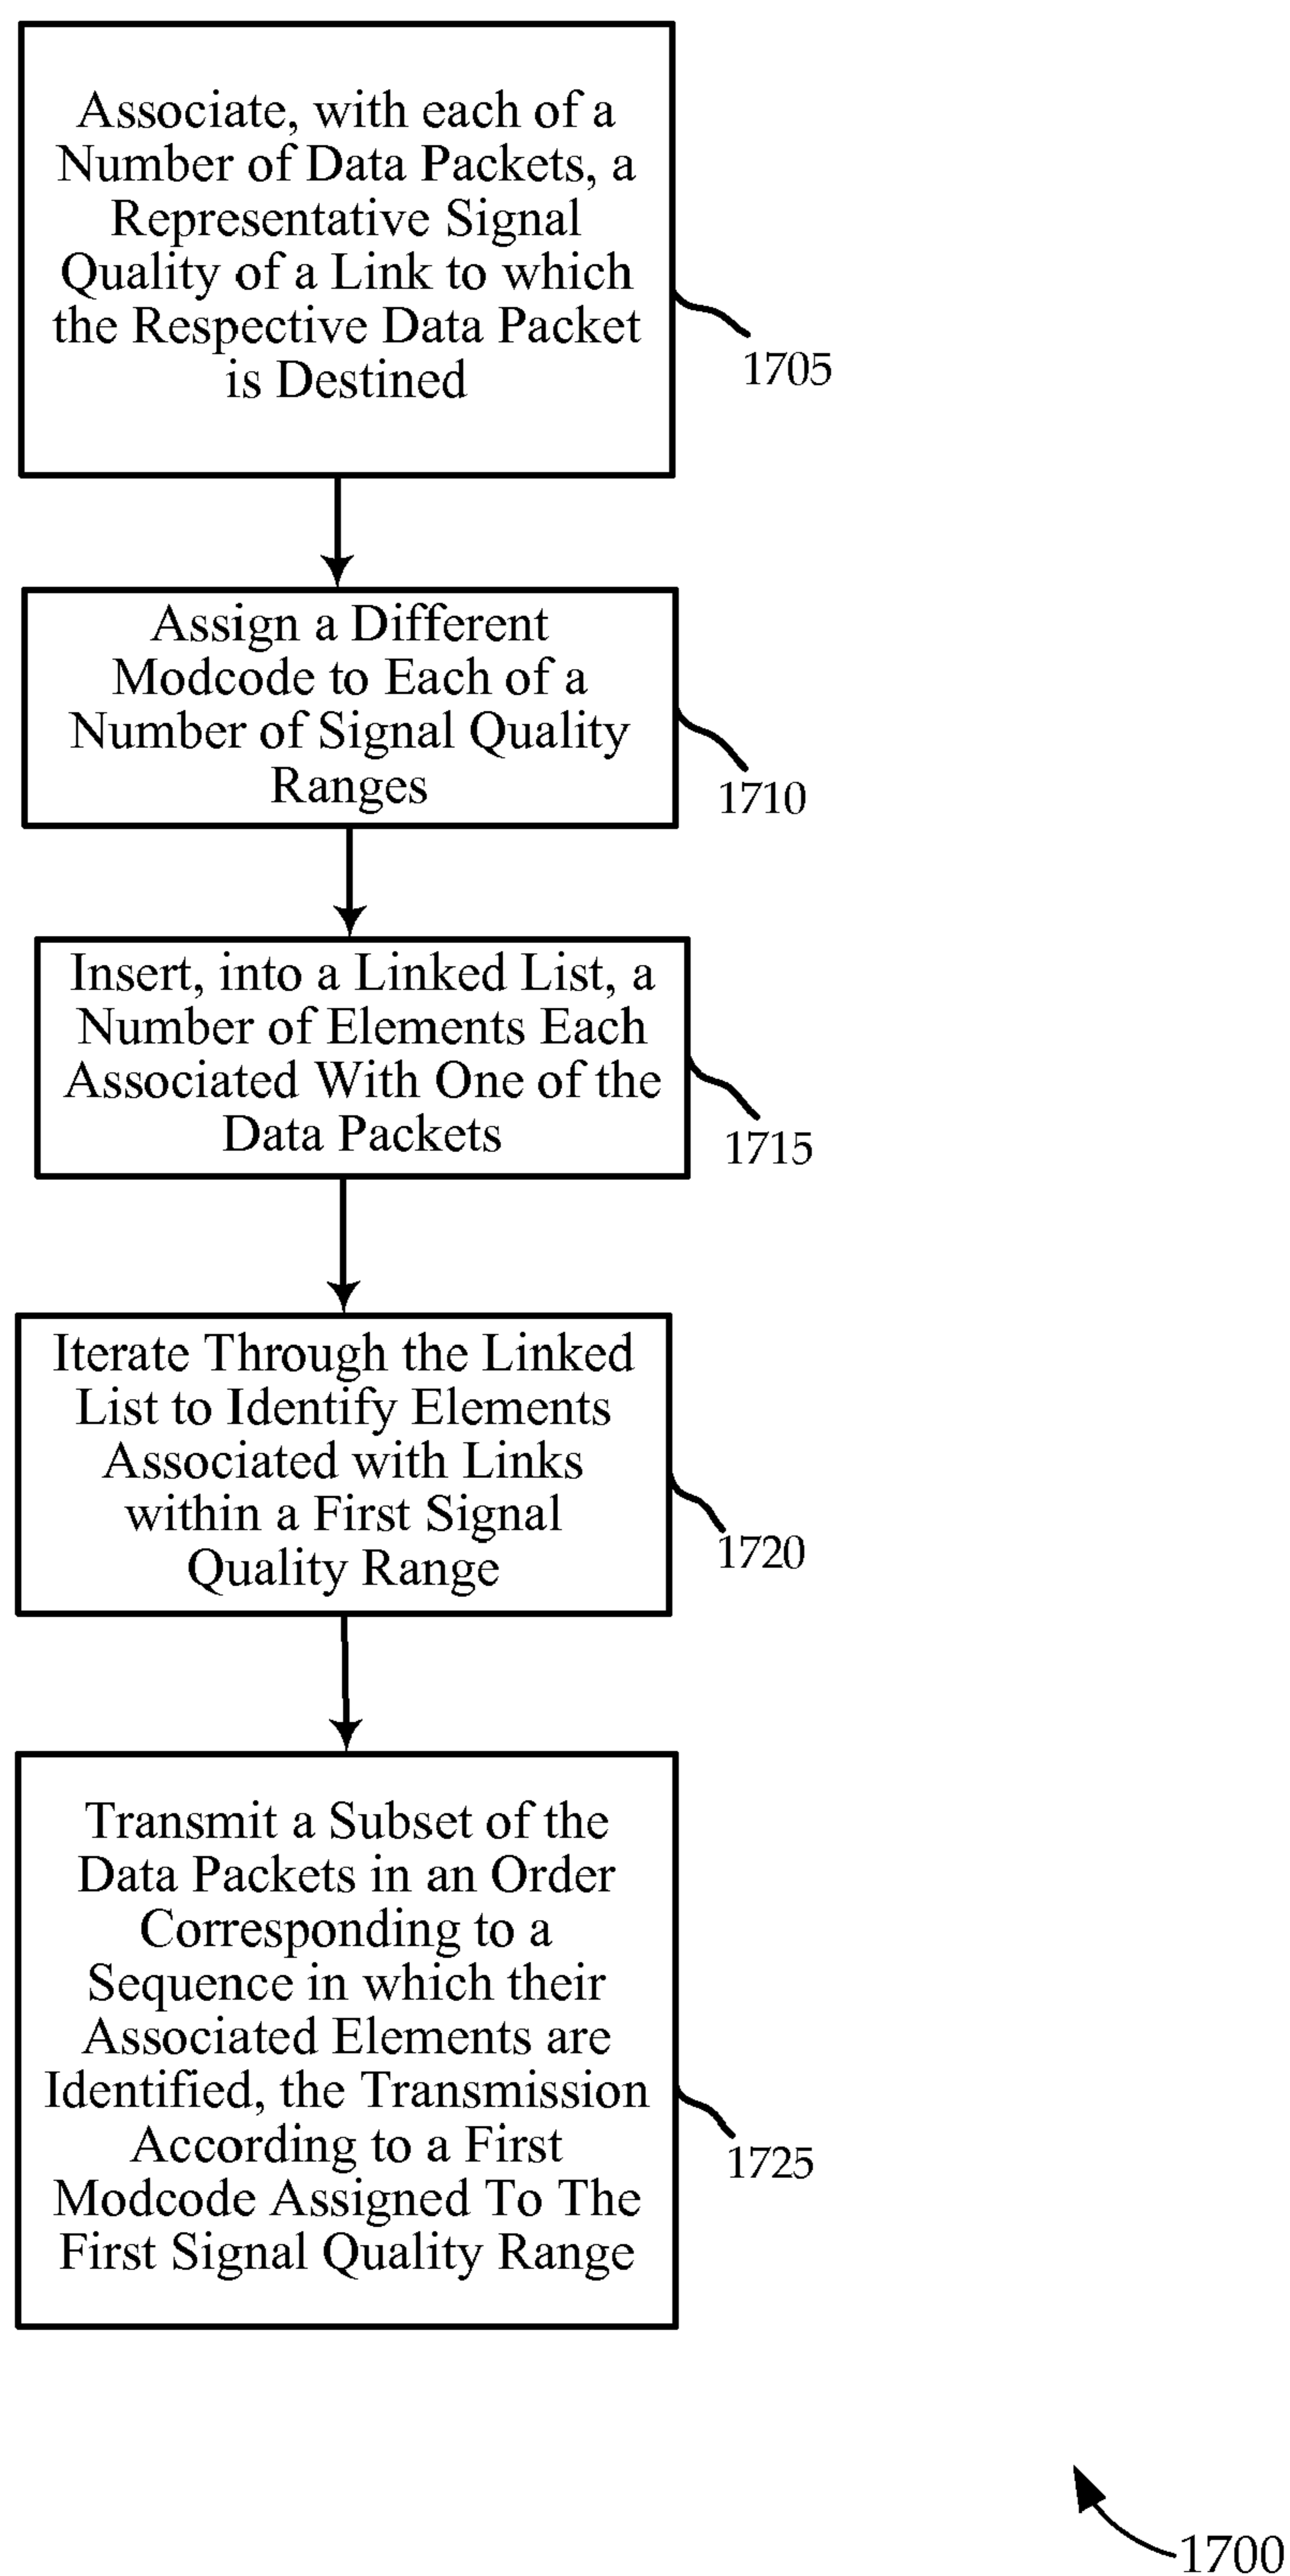 Associate, with each of a
Number of Data Packets, a
Representative Signal
Quality of a Link to which
the Respective Data Packet
is Destined
1705
Assign a Different
Modcode to Each of a
Number of Signal Quality
Ranges
1710
Insert, into a Linked List, a
Number of Elements Each
Associated With One of the
Data Packets
1715
Iterate Through the Linked
List to Identify Elements
Associated with Links
within a First Signal
Quality Range
1720
Transmit a Subset of the
Data Packets in an Order
Corresponding to a
Sequence in which their
Associated Elements are
Identified, the Transmission
According to a First
Modcode Assigned To The
First Signal Quality Range
1725
1700